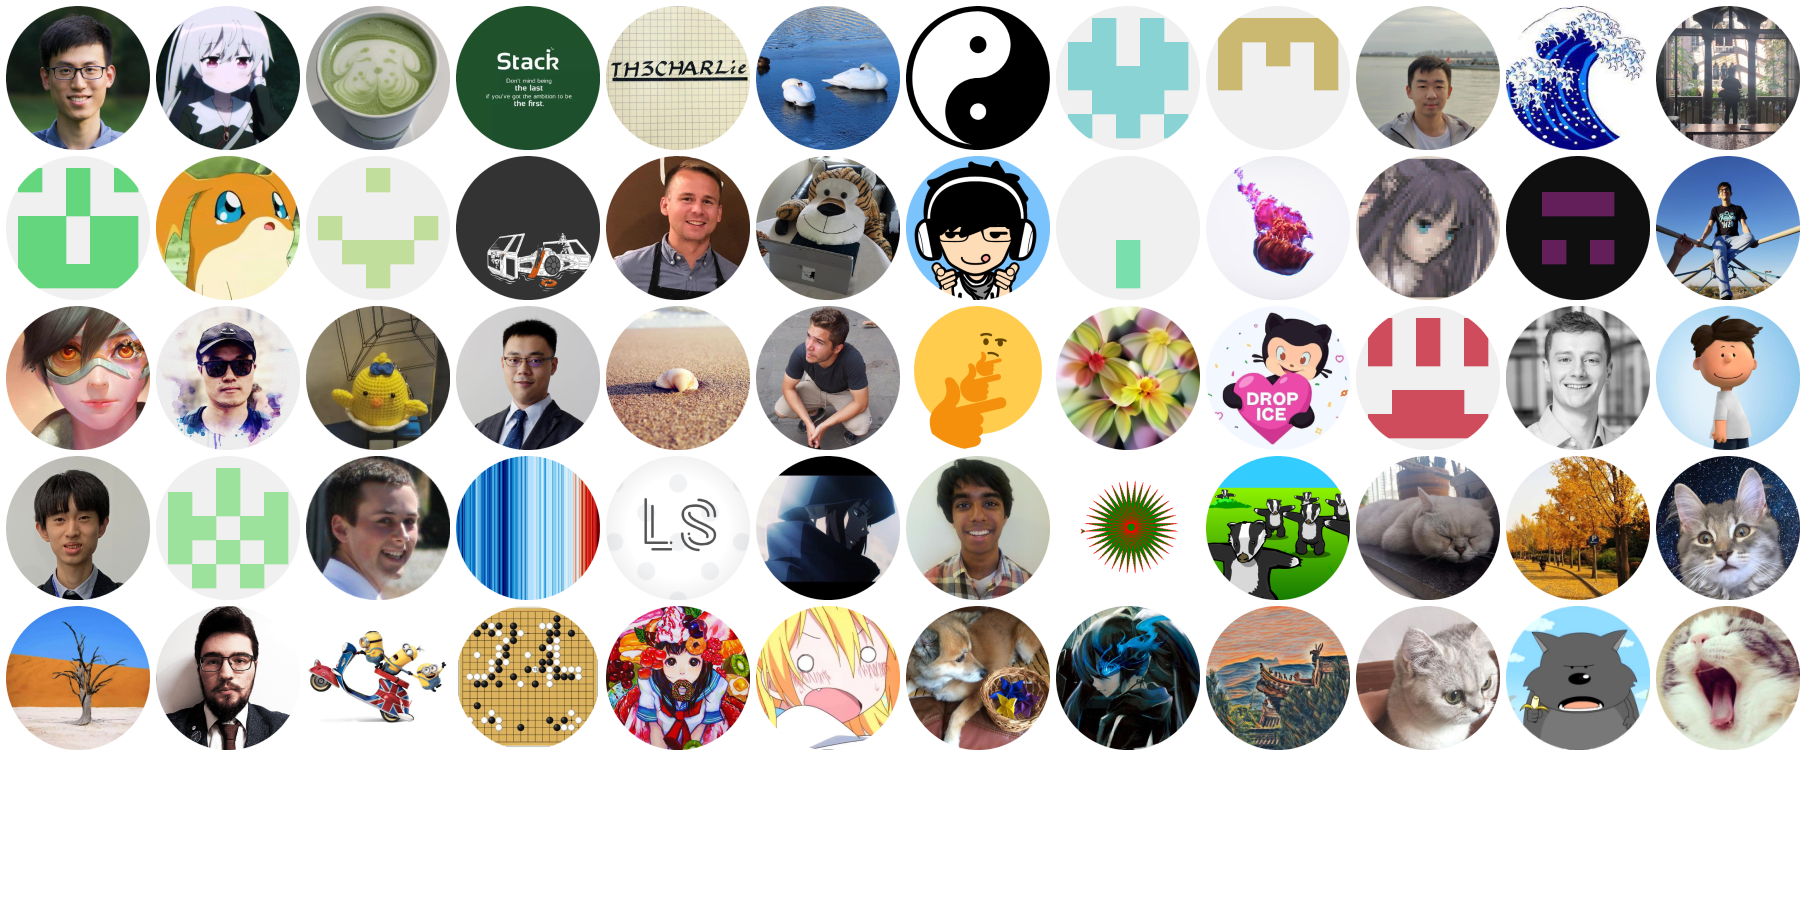 Stack
Don't mind being
the last
if you've got the ambition to be
the first.
TH3CHARLie
DROP
ICE
LS